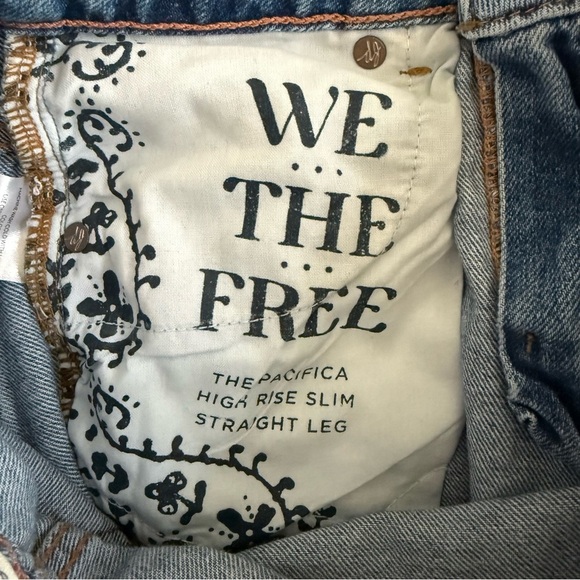 WE
THE
FREE
THE PACIFICA
HIGH RISE SLIM
STRAIGHT LEG